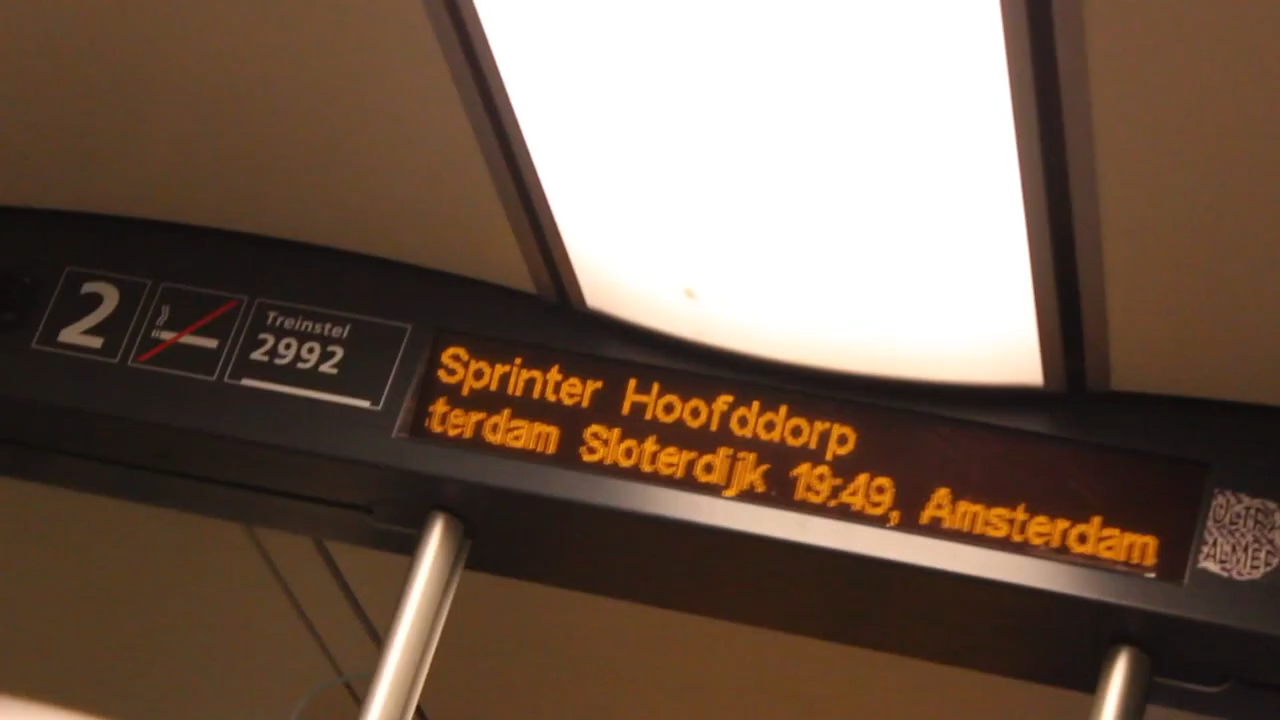 2
Treinstel
2992
Sprinter Hoofddorp
terdam Sloterdijk 19:49, Amsterdam